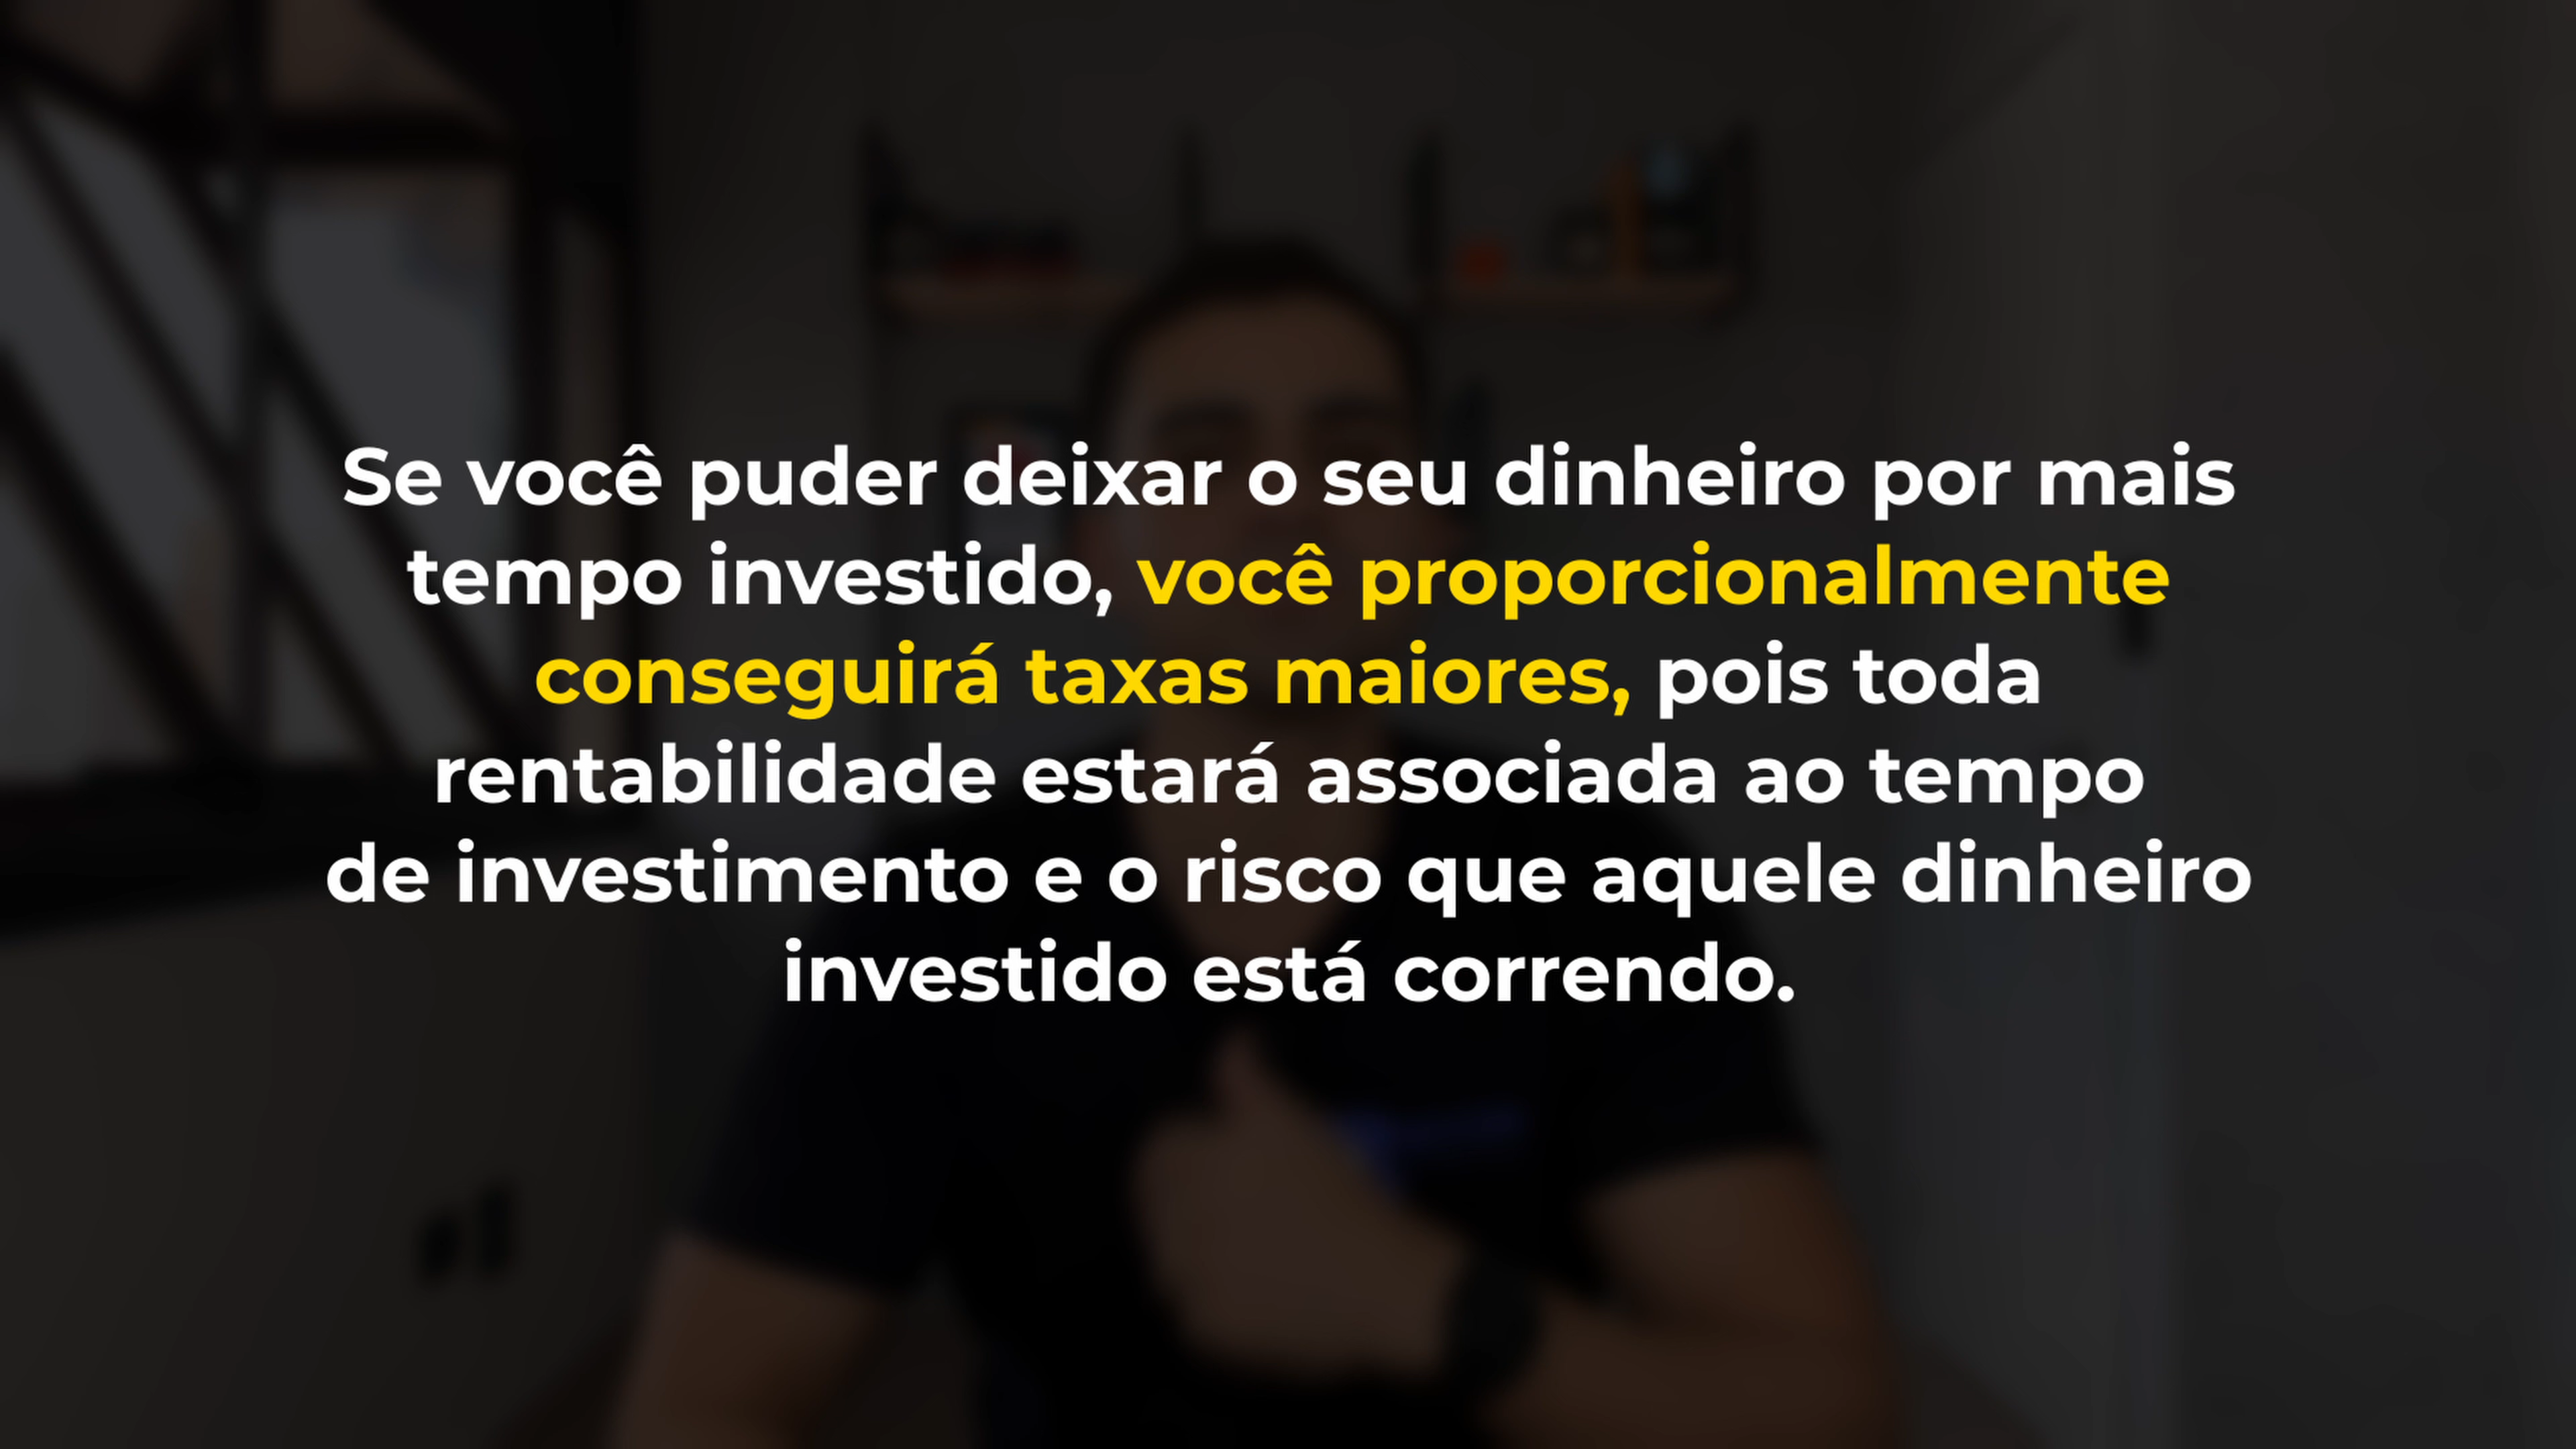 Se você puder deixar o seu dinheiro por mais
tempo investido, você proporcionalmente
conseguirá taxas maiores, pois toda
rentabilidade estará associada ao tempo
de investimento e o risco que aquele dinheiro
investido está correndo.